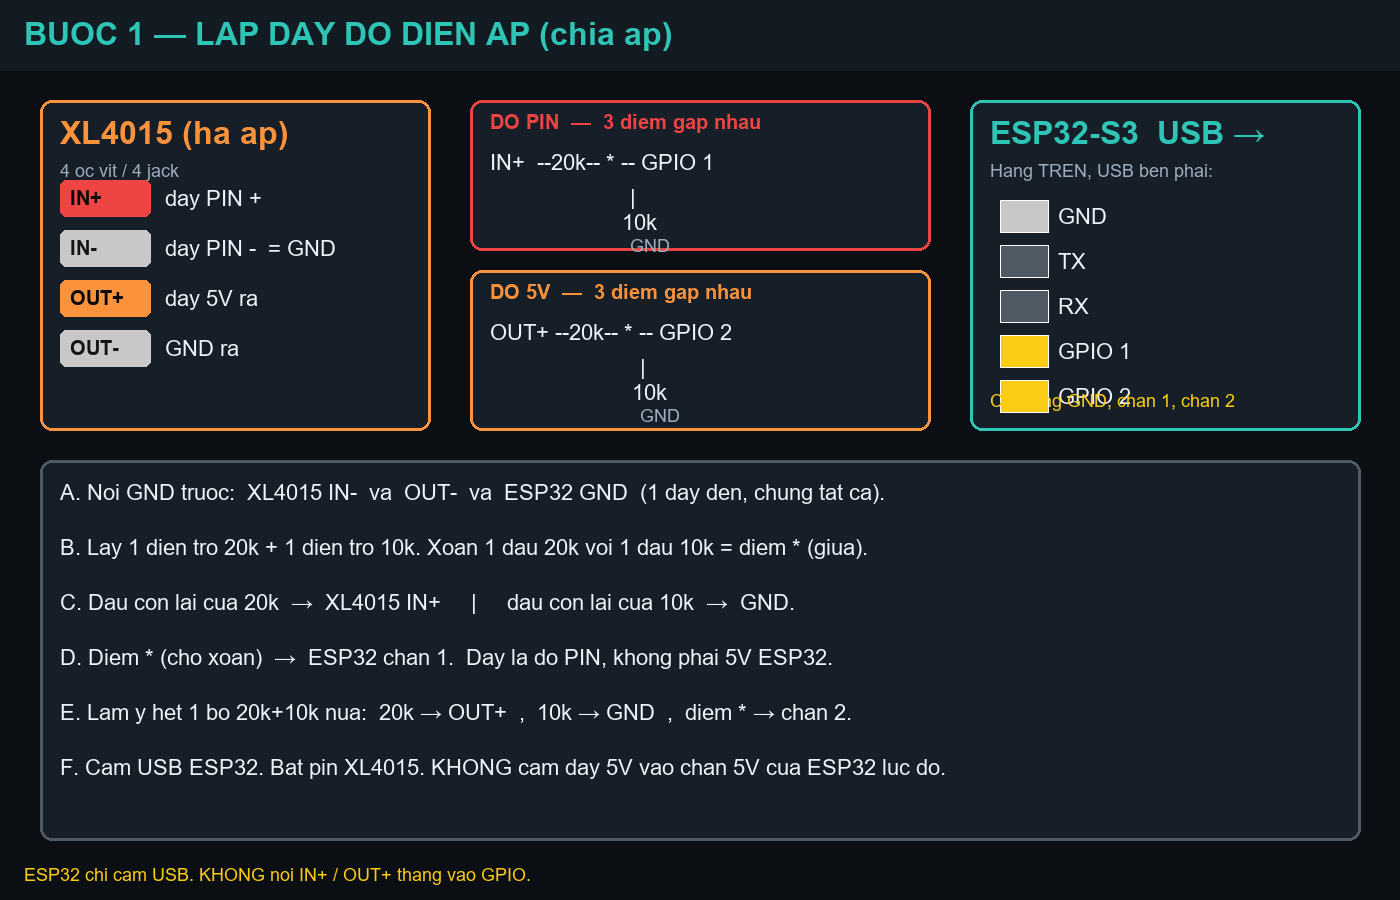 BUOC 1 — LAP DAY DO DIEN AP (chia ap)
XL4015 (ha ap)
4 oc vit / 4 jack
IN+ day PIN +
IN- day PIN - = GND
OUT+ day 5V ra
OUT- GND ra
DO PIN — 3 diem gap nhau
IN+ --20k-- * -- GPIO 1
|
10k
GND
DO 5V — 3 diem gap nhau
OUT+ --20k-- * -- GPIO 2
|
10k
GND
ESP32-S3 USB →
Hang TREN, USB ben phai:
GND
TX
RX
GPIO 1
GPIO 2
GND, chan 1, chan 2
A. Noi GND truoc: XL4015 IN- va OUT- va ESP32 GND (1 day den, chung tat ca).
B. Lay 1 dien tro 20k + 1 dien tro 10k. Xoan 1 dau 20k voi 1 dau 10k = diem * (giua).
C. Dau con lai cua 20k → XL4015 IN+ | dau con lai cua 10k → GND.
D. Diem * (cho xoan) → ESP32 chan 1. Day la do PIN, khong phai 5V ESP32.
E. Lam y het 1 bo 20k+10k nua: 20k → OUT+ , 10k → GND , diem * → chan 2.
F. Cam USB ESP32. Bat pin XL4015. KHONG cam day 5V vao chan 5V cua ESP32 luc do.
ESP32 chi cam USB. KHONG noi IN+ / OUT+ thang vao GPIO.